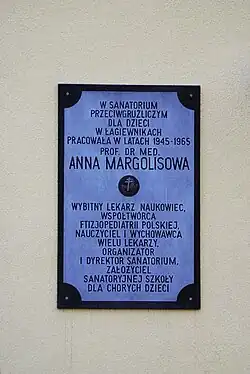 W SANATORIUM
PRZECIWGRUŹLICZYM
DLA DZIECI
W ŁAGIEWNIKACH
PRACOWAŁA W LATACH 1945-1965
PROF. DR MED.
ANNA MARGOLISOWA
WYBITNY LEKARZ NAUKOWIEC,
WSPÓŁTWÓRCA
FTIZJOPEDIATRII POLSKIEJ,
NAUCZYCIEL I WYCHOWAWCA
WIELU LEKARZY,
ORGANIZATOR
I DYREKTOR SANATORIUM,
ZAŁOŻYCIEL
SANATORYJNEJ SZKOŁY
DLA CHORYCH DZIECI